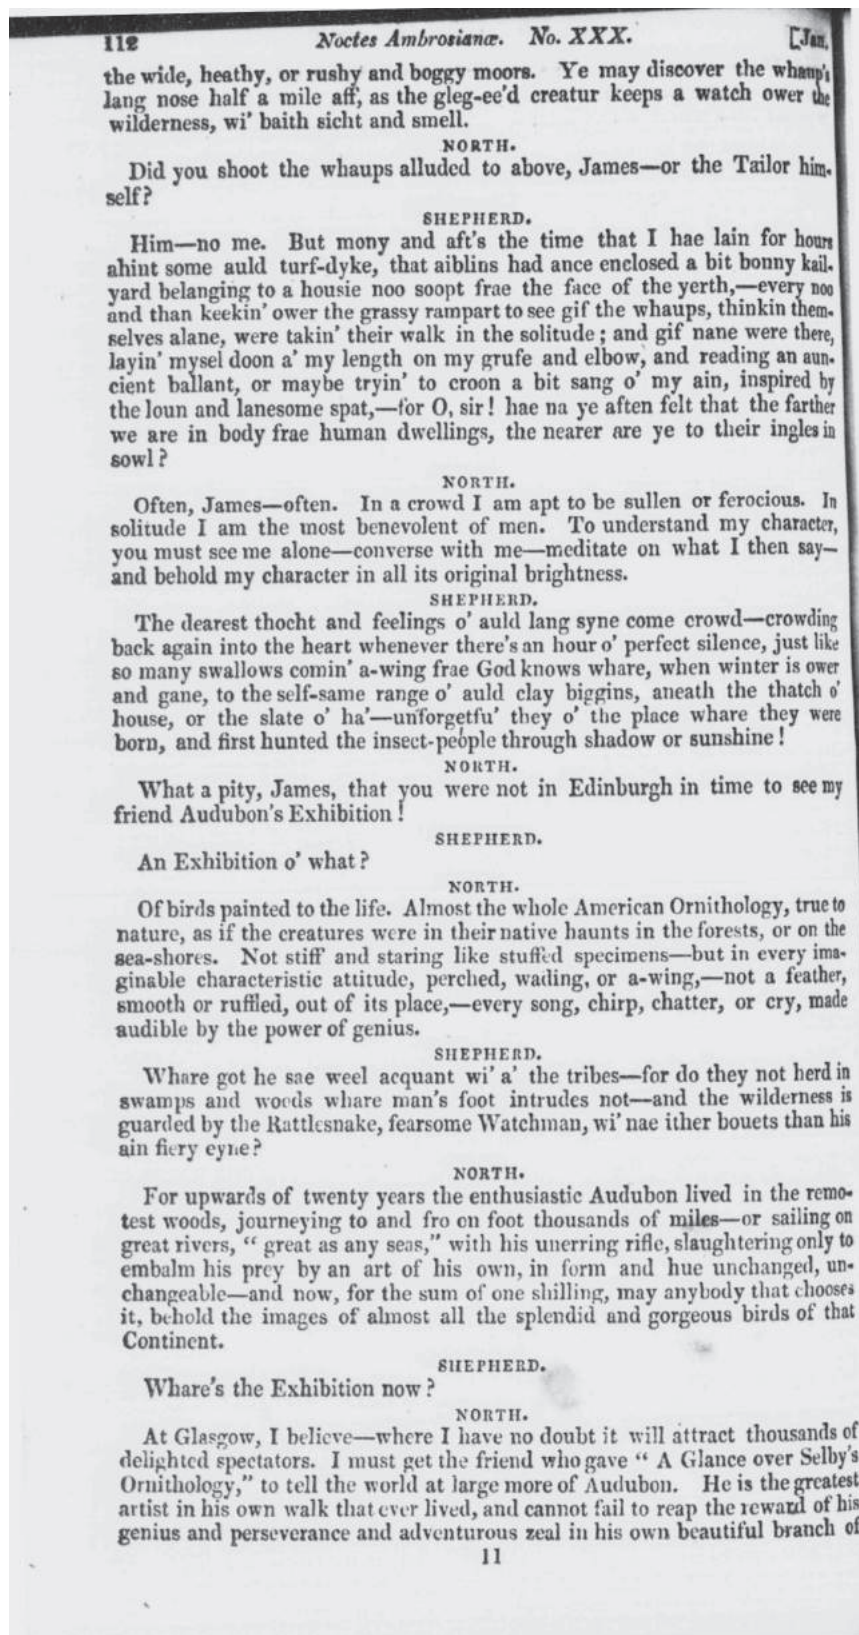 112 Noctes Ambrosianæ. No. XXX. [Jan.
the wide, heathy, or rushy and boggy moors. Ye may discover the whaup's
lang nose half a mile aff, as the gleg-ee'd creatur keeps a watch ower the
wilderness, wi' baith sicht and smell.
NORTH.
Did you shoot the whaups alluded to above, James—or the Tailor him-
self?
SHEPHERD.
Him—no me. But mony and aft's the time that I hae lain for hours
ahint some auld turf-dyke, that aiblins had ance enclosed a bit bonny kail-
yard belanging to a housie noo soopt frae the face of the yerth,—every noo
and than keekin' ower the grassy rampart to see gif the whaups, thinkin them-
selves alane, were takin' their walk in the solitude; and gif nane were there,
layin' mysel doon a' my length on my grufe and elbow, and reading an aun-
cient ballant, or maybe tryin' to croon a bit sang o' my ain, inspired by
the loun and lanesome spat,—for O, sir! hae na ye aften felt that the farther
we are in body frae human dwellings, the nearer are ye to their ingles in
sowl?
NORTH.
Often, James—often. In a crowd I am apt to be sullen or ferocious. In
solitude I am the most benevolent of men. To understand my character,
you must see me alone—converse with me—meditate on what I then say—
and behold my character in all its original brightness.
SHEPHERD.
The dearest thocht and feelings o' auld lang syne come crowd—crowding
back again into the heart whenever there's an hour o' perfect silence, just like
so many swallows comin' a-wing frae God knows whare, when winter is ower
and gane, to the self-same range o' auld clay biggins, aneath the thatch o'
house, or the slate o' ha'—unforgetfu' they o' the place whare they were
born, and first hunted the insect-people through shadow or sunshine!
NORTH.
What a pity, James, that you were not in Edinburgh in time to see my
friend Audubon's Exhibition!
SHEPHERD.
An Exhibition o' what?
NORTH.
Of birds painted to the life. Almost the whole American Ornithology, true to
nature, as if the creatures were in their native haunts in the forests, or on the
sea-shores. Not stiff and staring like stuffed specimens—but in every ima-
ginable characteristic attitude, perched, wading, or a-wing,—not a feather,
smooth or ruffled, out of its place,—every song, chirp, chatter, or cry, made
audible by the power of genius.
SHEPHERD.
Whare got he sae weel acquant wi' a' the tribes—for do they not herd in
swamps and woods whare man's foot intrudes not—and the wilderness is
guarded by the Rattlesnake, fearsome Watchman, wi' nae ither bouets than his
ain fiery eyne?
NORTH.
For upwards of twenty years the enthusiastic Audubon lived in the remo-
test woods, journeying to and fro on foot thousands of miles—or sailing on
great rivers, "great as any seas," with his unerring rifle, slaughtering only to
embalm his prey by an art of his own, in form and hue unchanged, un-
changeable—and now, for the sum of one shilling, may anybody that chooses
it, behold the images of almost all the splendid and gorgeous birds of that
Continent.
SHEPHERD.
Whare's the Exhibition now?
NORTH.
At Glasgow, I believe—where I have no doubt it will attract thousands of
delighted spectators. I must get the friend who gave "A Glance over Selby's
Ornithology," to tell the world at large more of Audubon. He is the greatest
artist in his own walk that ever lived, and cannot fail to reap the reward of his
genius and perseverance and adventurous zeal in his own beautiful branch of
11